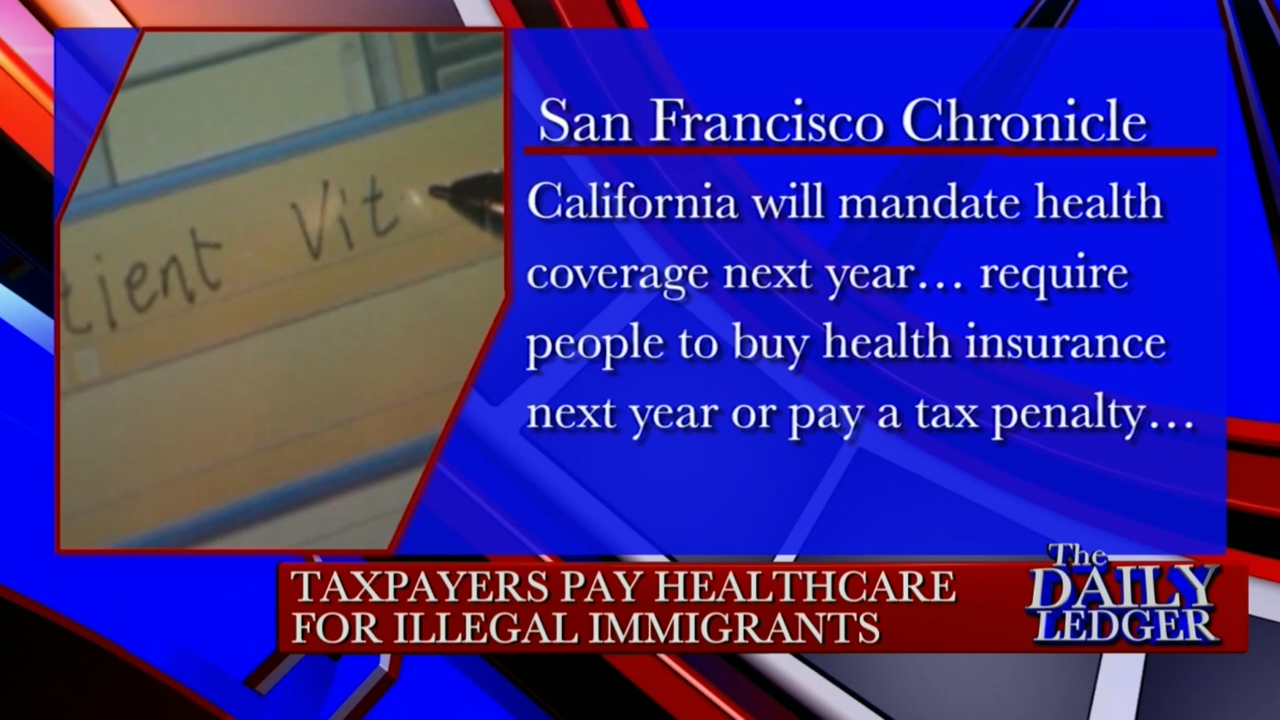 San Francisco Chronicle
California will mandate health
coverage next year… require
people to buy health insurance
next year or pay a tax penalty…
tient Vit
TAXPAYERS PAY HEALTHCARE
FOR ILLEGAL IMMIGRANTS
The
DAILY
LEDGER